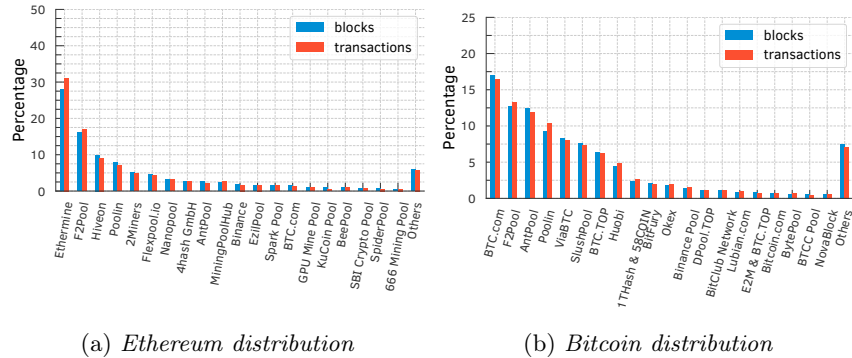 50
40
30
20
10
0
Percentage
blocks
transactions
Ethermine
F2Pool
Hiveon
Poolin
2Miners
Flexpool.io
Nanopool
4hash GmbH
AntPool
MiningPoolHub
Binance
EzilPool
Spark Pool
BTC.com
GPU Mine Pool
KuCoin Pool
BeePool
SBI Crypto Pool
SpiderPool
666 Mining Pool
Others
(a) Ethereum distribution
25
20
15
10
5
0
Percentage
blocks
transactions
BTC.com
F2Pool
AntPool
Poolin
ViaBTC
SlushPool
BTC.TOP
Huobi
1THash & 58COIN
BitFury
Okex
Binance Pool
DPool.TOP
BitClub Network
Lubian.com
E2M & BTC.TOP
Bitcoin.com
BytePool
BTCC Pool
NovaBlock
Others
(b) Bitcoin distribution